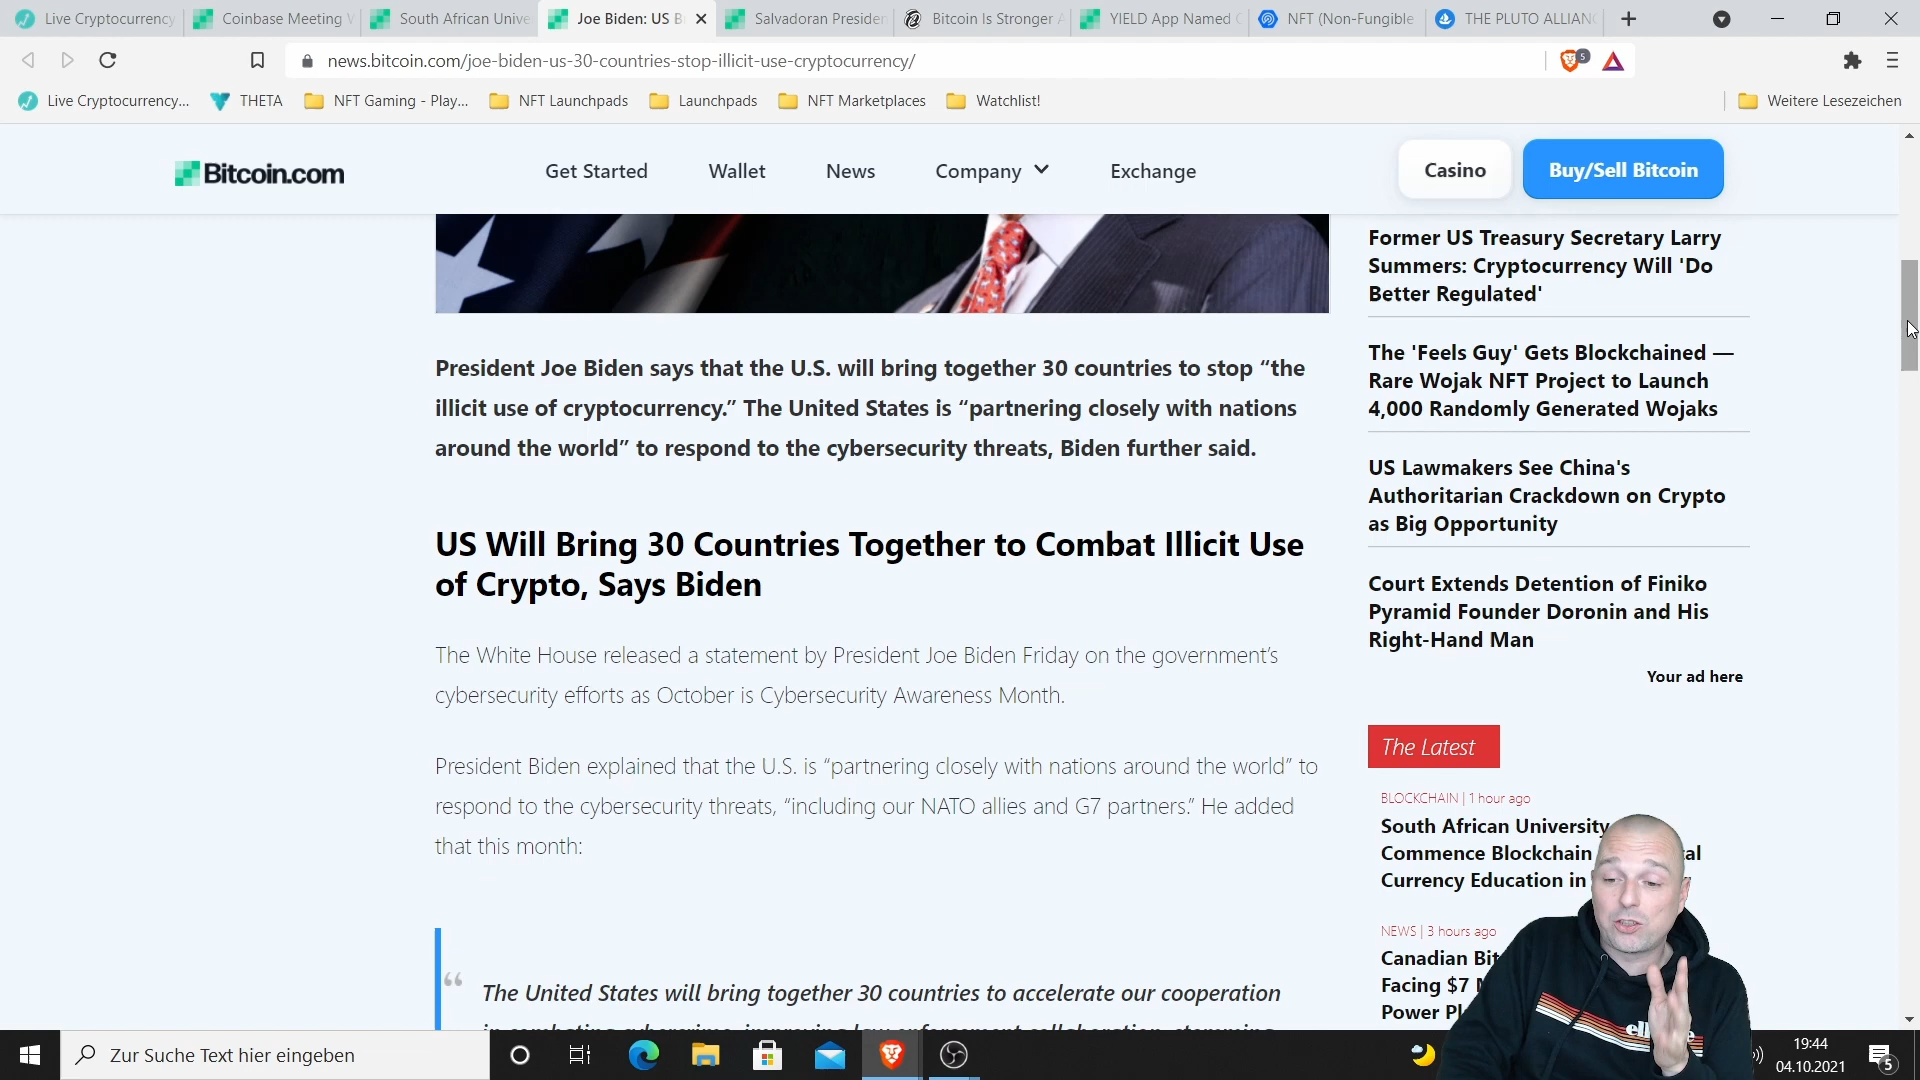 Live Cryptocurrency
Coinbase Meeting
South African Unive
Joe Biden: US B
Salvadoran Presiden
Bitcoin Is Stronger
YIELD App Named
NFT (Non-Fungible
THE PLUTO ALLIAN
news.bitcoin.com/joe-biden-us-30-countries-stop-illicit-use-cryptocurrency/
5
Live Cryptocurrency...
THETA
NFT Gaming - Play...
NFT Launchpads
Launchpads
NFT Marketplaces
Watchlist!
Weitere Lesezeichen
Bitcoin.com
Get Started
Wallet
News
Company
Exchange
Casino
Buy/Sell Bitcoin
President Joe Biden says that the U.S. will bring together 30 countries to stop “the
illicit use of cryptocurrency.” The United States is “partnering closely with nations
around the world” to respond to the cybersecurity threats, Biden further said.
US Will Bring 30 Countries Together to Combat Illicit Use
of Crypto, Says Biden
The White House released a statement by President Joe Biden Friday on the government’s
cybersecurity efforts as October is Cybersecurity Awareness Month.
President Biden explained that the U.S. is “partnering closely with nations around the world” to
respond to the cybersecurity threats, “including our NATO allies and G7 partners.” He added
that this month:
“
The United States will bring together 30 countries to accelerate our cooperation
in combating cybercrime, improving law enforcement collaboration, stemming
Former US Treasury Secretary Larry
Summers: Cryptocurrency Will 'Do
Better Regulated'
The 'Feels Guy' Gets Blockchained —
Rare Wojak NFT Project to Launch
4,000 Randomly Generated Wojaks
US Lawmakers See China's
Authoritarian Crackdown on Crypto
as Big Opportunity
Court Extends Detention of Finiko
Pyramid Founder Doronin and His
Right-Hand Man
Your ad here
The Latest
BLOCKCHAIN | 1 hour ago
South African University
Commence Blockchain al
Currency Education in
NEWS | 3 hours ago
Canadian Bit
Facing $7
Power Pl
Zur Suche Text hier eingeben
19:44
04.10.2021
5